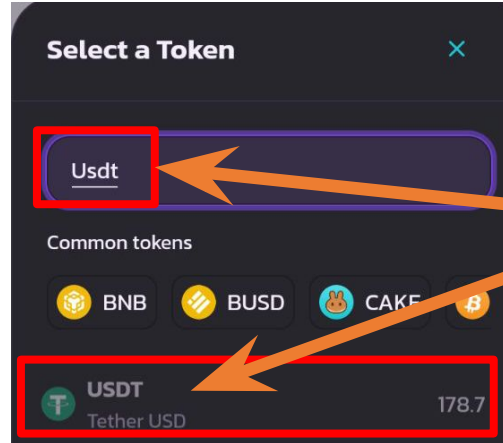 Select a Token
Usdt
Common tokens
BNB BUSD CAKE
USDT 178.7
Tether USD